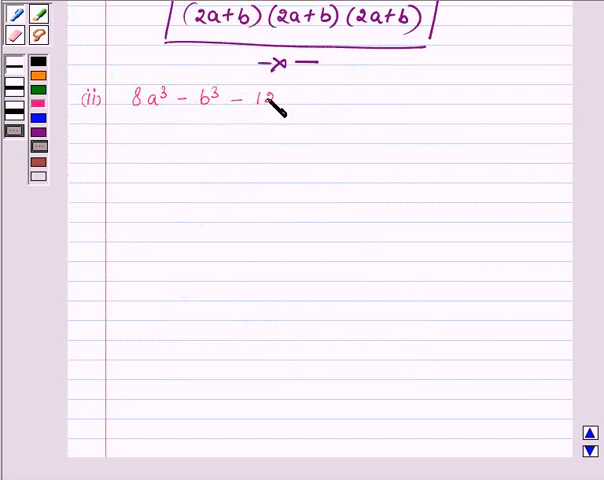 (2a+b) (2a+b) (2a+b)
—x—
(ii) 8a³ - b³ - 12